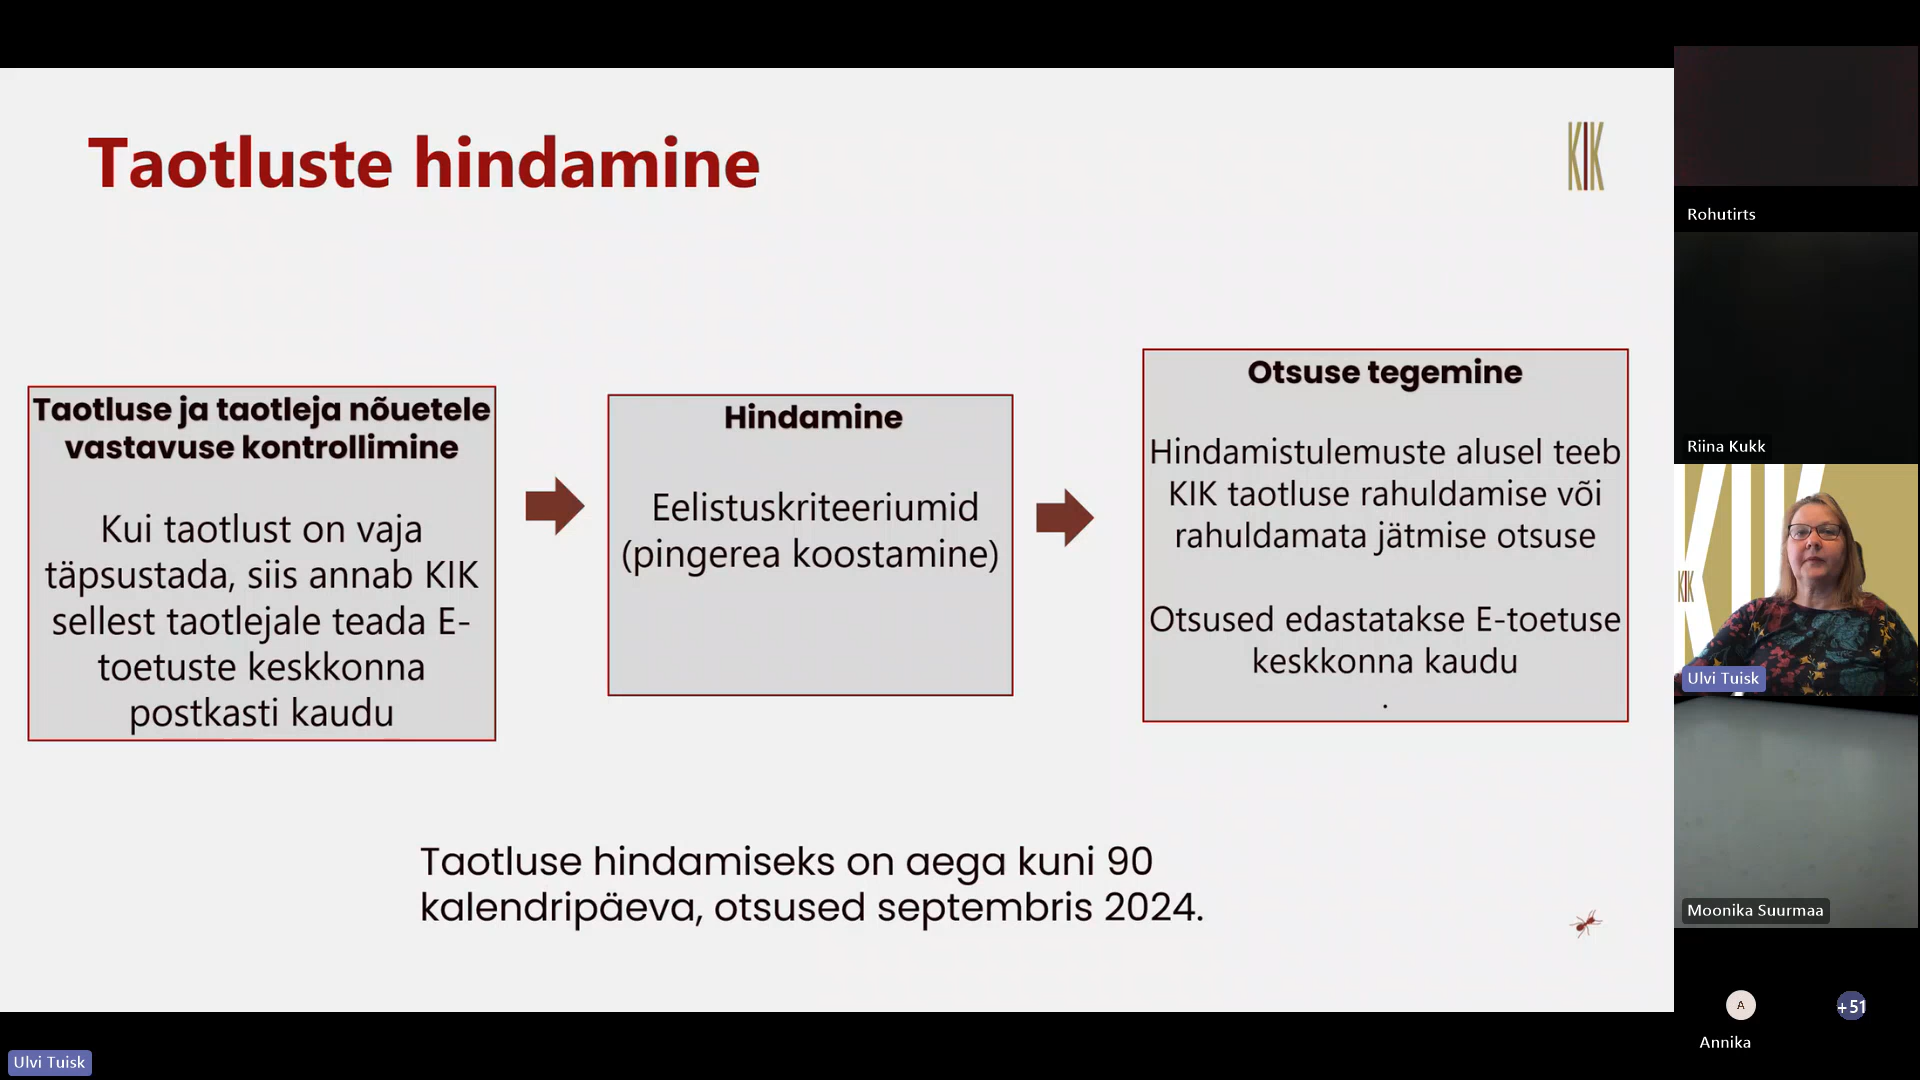 Taotluste hindamine
KIK
Taotluse ja taotleja nõuetele
vastavuse kontrollimine
Kui taotlust on vaja
täpsustada, siis annab KIK
sellest taotlejale teada E-
toetuste keskkonna
postkasti kaudu
Hindamine
Eelistuskriteeriumid
(pingerea koostamine)
Otsuse tegemine
Hindamistulemuste alusel teeb
KIK taotluse rahuldamise või
rahuldamata jätmise otsuse
Otsused edastatakse E-toetuse
keskkonna kaudu
.
Taotluse hindamiseks on aega kuni 90
kalendripäeva, otsused septembris 2024.
Rohutirts
Riina Kukk
KIK
KIK
Ulvi Tuisk
Moonika Suurmaa
A
+51
Annika
Ulvi Tuisk